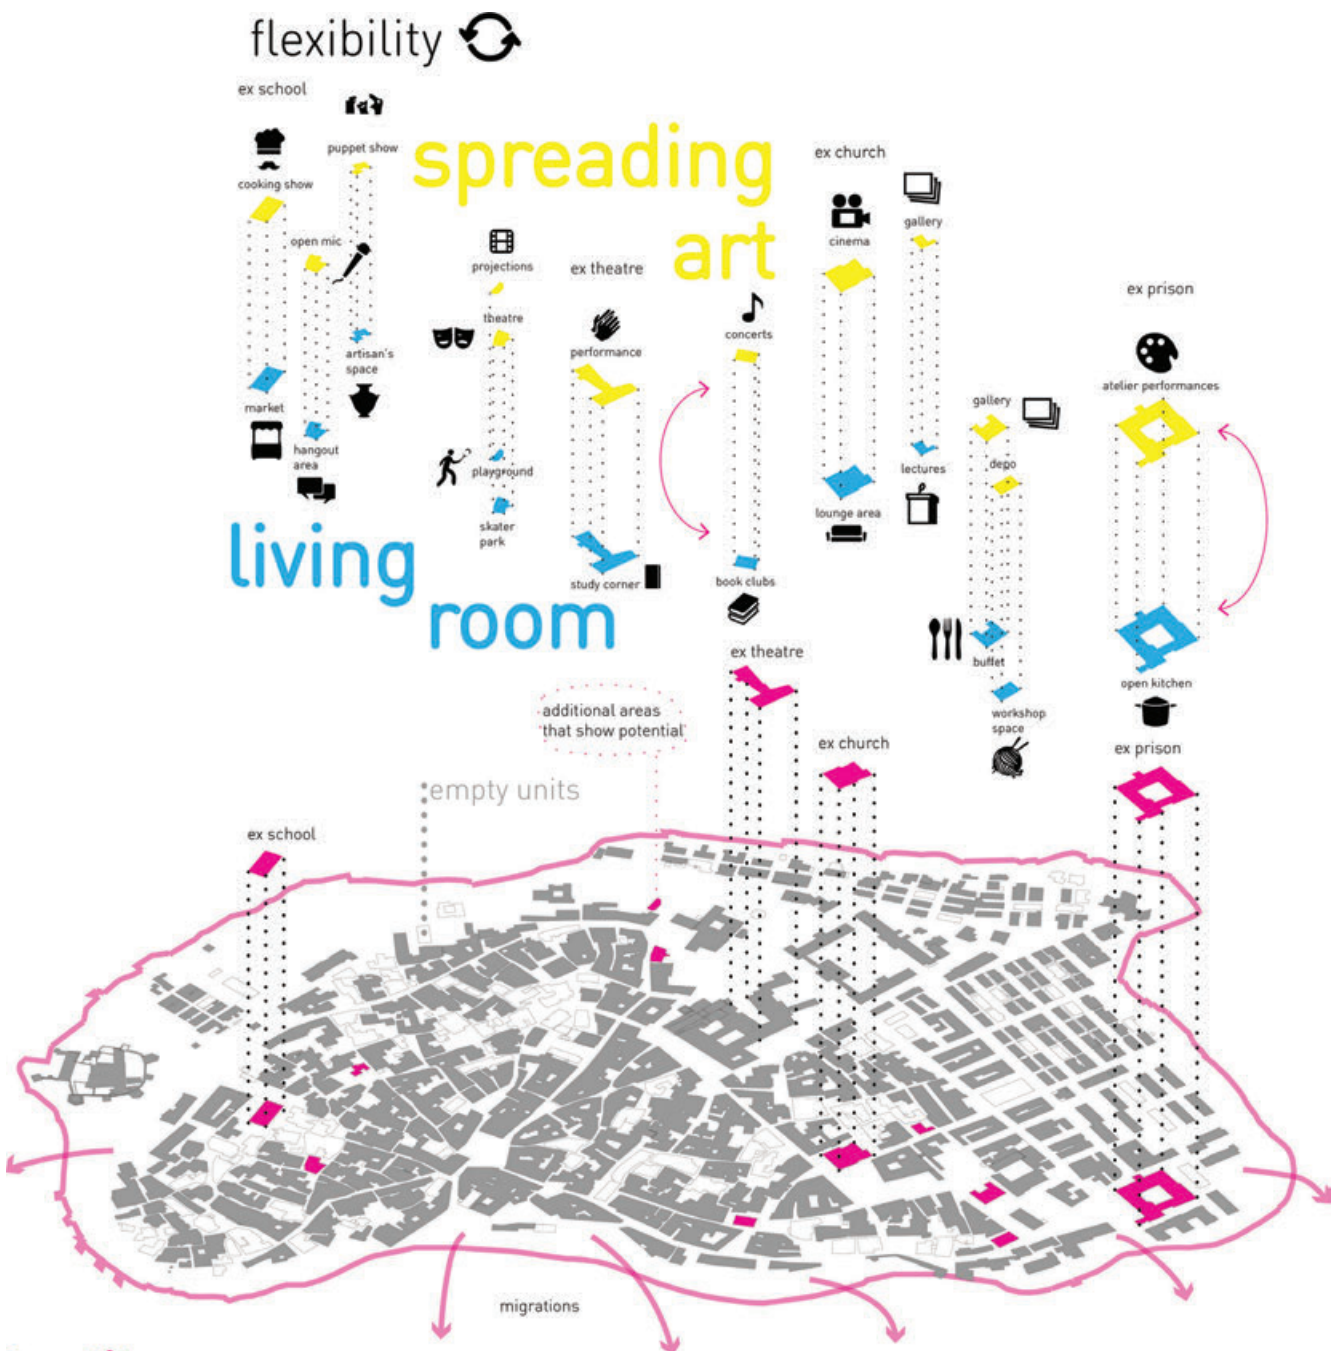 flexibility
ex school
puppet show
cooking show
open mic
artisan's
space
market
hangout
area
spreading
art
projections
theatre
playground
skater
park
ex theatre
performance
study corner
concerts
book clubs
ex church
cinema
gallery
lounge area
lectures
gallery
depo
buffet
workshop
space
ex prison
atelier performances
open kitchen
living
room
ex theatre
additional areas
that show potential
ex church
ex prison
empty units
ex school
migrations